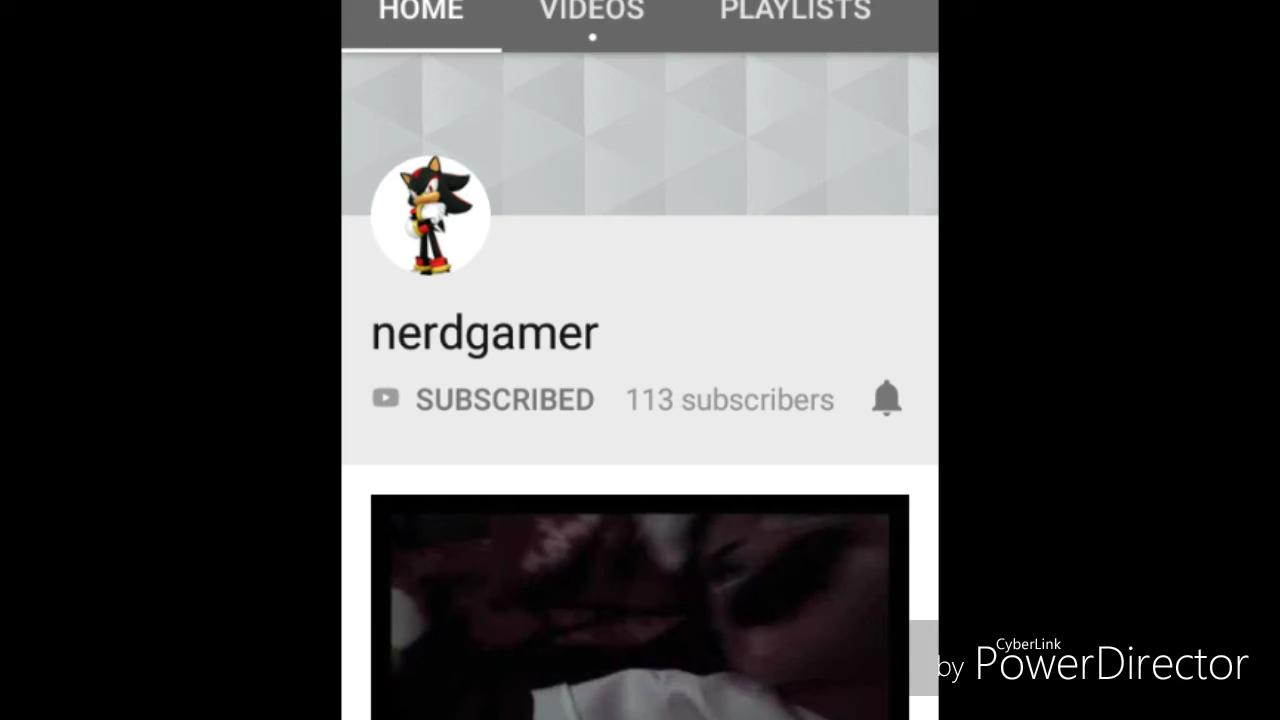 HOME VIDEOS PLAYLISTS
nerdgamer
SUBSCRIBED 113 subscribers
CyberLink
by PowerDirector